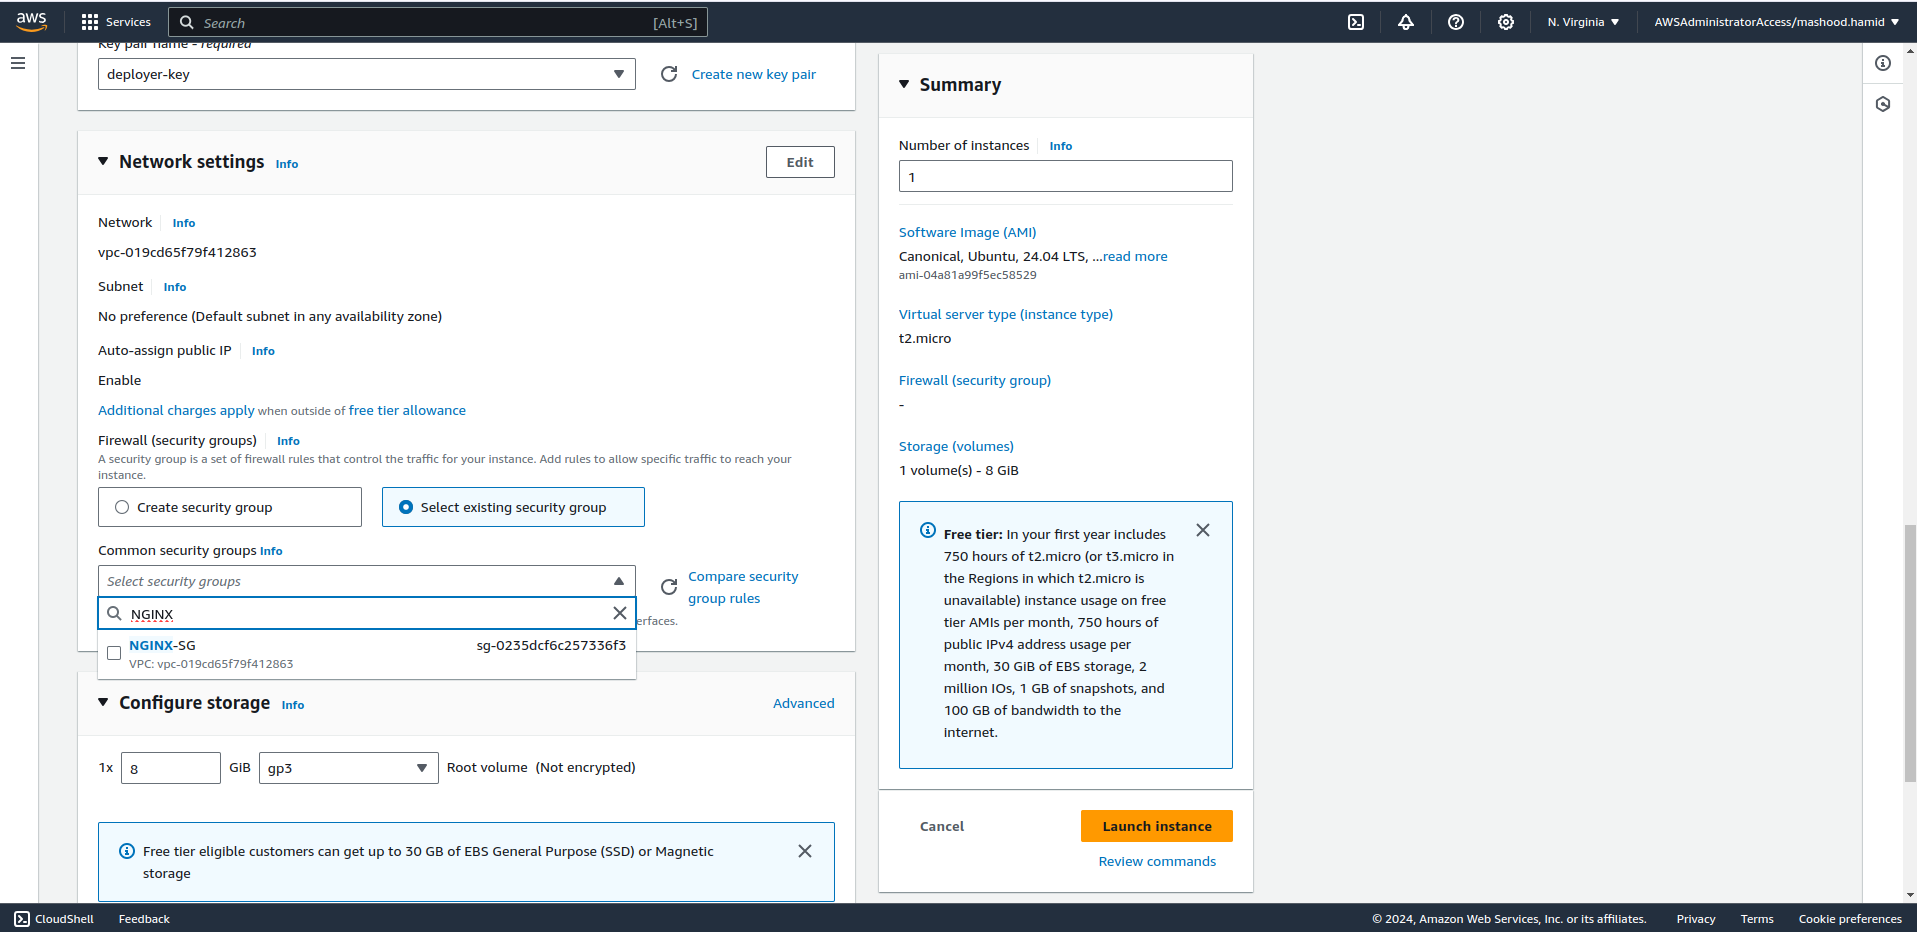 aws
Services
Search
[Alt+S]
N. Virginia
AWSAdministratorAccess/mashood.hamid
Key pair name - required
deployer-key
Create new key pair
Network settings Info
Edit
Network Info
vpc-019cd65f79f412863
Subnet Info
No preference (Default subnet in any availability zone)
Auto-assign public IP Info
Enable
Additional charges apply when outside of free tier allowance
Firewall (security groups) Info
A security group is a set of firewall rules that control the traffic for your instance. Add rules to allow specific traffic to reach your
instance.
Create security group
Select existing security group
Common security groups Info
Select security groups
Compare security
group rules
NGINX
erfaces.
NGINX-SG
sg-0235dcf6c257336f3
VPC: vpc-019cd65f79f412863
Configure storage Info
Advanced
1x 8 GiB gp3 Root volume (Not encrypted)
Free tier eligible customers can get up to 30 GB of EBS General Purpose (SSD) or Magnetic
storage
Summary
Number of instances Info
1
Software Image (AMI)
Canonical, Ubuntu, 24.04 LTS, ...read more
ami-04a81a99f5ec58529
Virtual server type (instance type)
t2.micro
Firewall (security group)
-
Storage (volumes)
1 volume(s) - 8 GiB
Free tier: In your first year includes
750 hours of t2.micro (or t3.micro in
the Regions in which t2.micro is
unavailable) instance usage on free
tier AMIs per month, 750 hours of
public IPv4 address usage per
month, 30 GiB of EBS storage, 2
million IOs, 1 GB of snapshots, and
100 GB of bandwidth to the
internet.
Cancel
Launch instance
Review commands
CloudShell
Feedback
© 2024, Amazon Web Services, Inc. or its affiliates.
Privacy
Terms
Cookie preferences